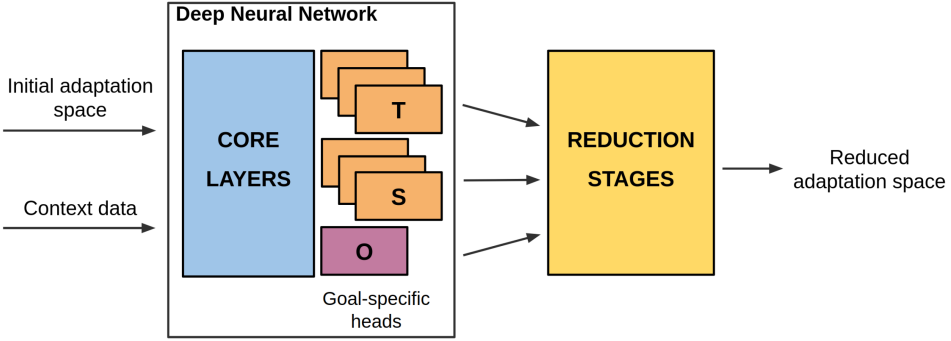 Deep Neural Network
Initial adaptation
space
Context data
CORE
LAYERS
T
S
O
Goal-specific
heads
REDUCTION
STAGES
Reduced
adaptation space